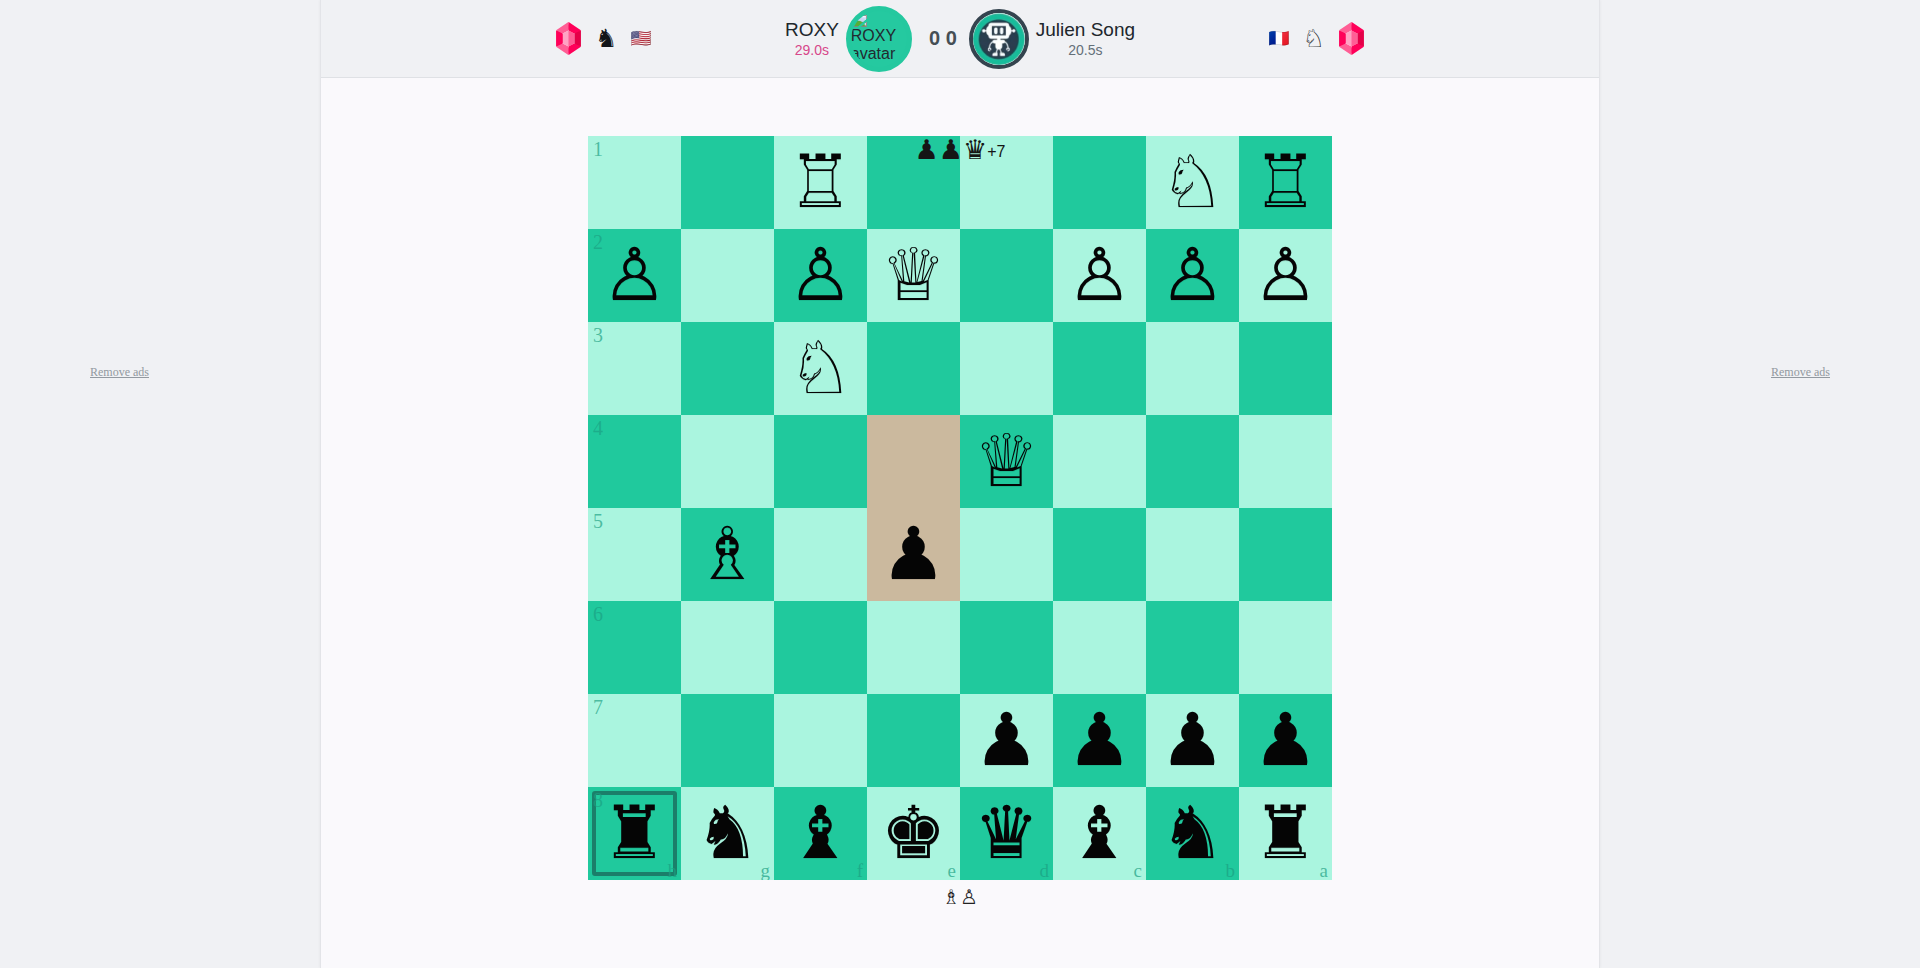 ROXY
29.0s
ROXY
avatar
0 0
Julien Song
20.5s
1
+7
2
3
4
Remove ads
Remove ads
5
6
7
8
h
g
f
e
d
c
b
a